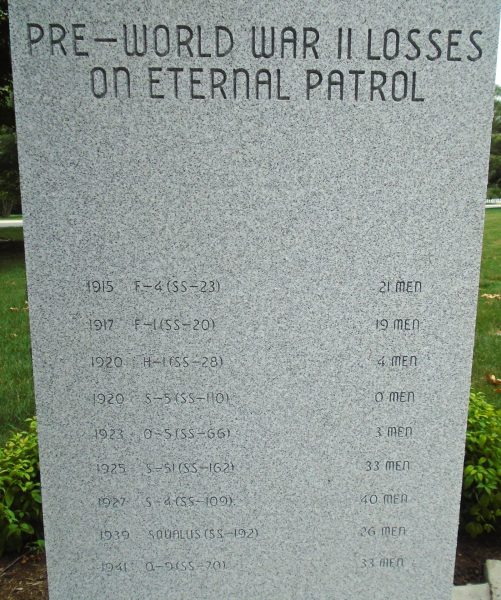 PRE-WORLD WAR II LOSSES
ON ETERNAL PATROL
1915 F-4 (SS-23) 21 MEN
1917 F-1 (SS-20) 19 MEN
1920 H-1 (SS-28) 4 MEN
1920 S-5 (SS-110) 0 MEN
1923 O-5 (SS-66) 3 MEN
1925 S-51 (SS-162) 33 MEN
1927 S-4 (SS-109) 40 MEN
1939 SQUALUS (SS-192) 26 MEN
1941 O-9 (SS-70) 33 MEN